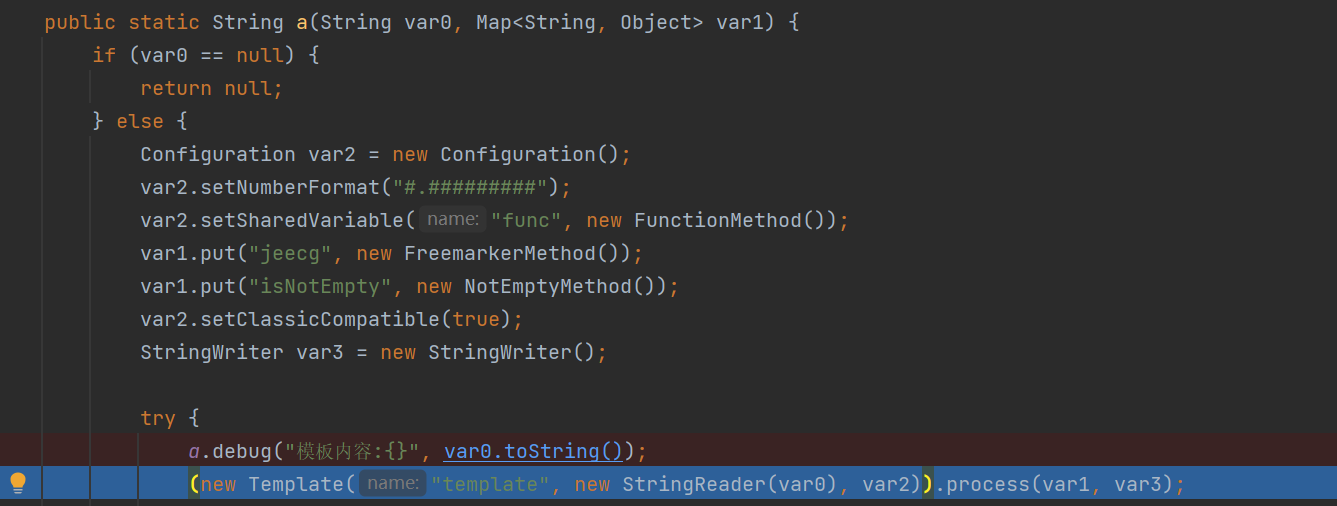 public static String a(String var0, Map<String, Object> var1) {
if (var0 == null) {
return null;
} else {
Configuration var2 = new Configuration();
var2.setNumberFormat("#.#########");
var2.setSharedVariable( name: "func", new FunctionMethod());
var1.put("jeecg", new FreemarkerMethod());
var1.put("isNotEmpty", new NotEmptyMethod());
var2.setClassicCompatible(true);
StringWriter var3 = new StringWriter();
try {
a.debug("模板内容:{}", var0.toString());
(new Template( name: "template", new StringReader(var0), var2)).process(var1, var3);